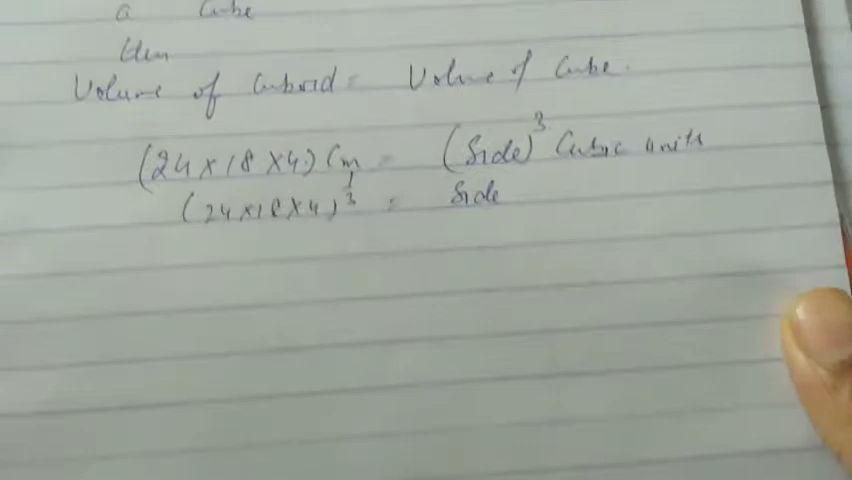 a Cube
then
Volume of Cuboid = Volume of Cube.
(24 × 18 × 4) Cm = (Side)³ Cubic units
(24×18×4)^1/3 = Side